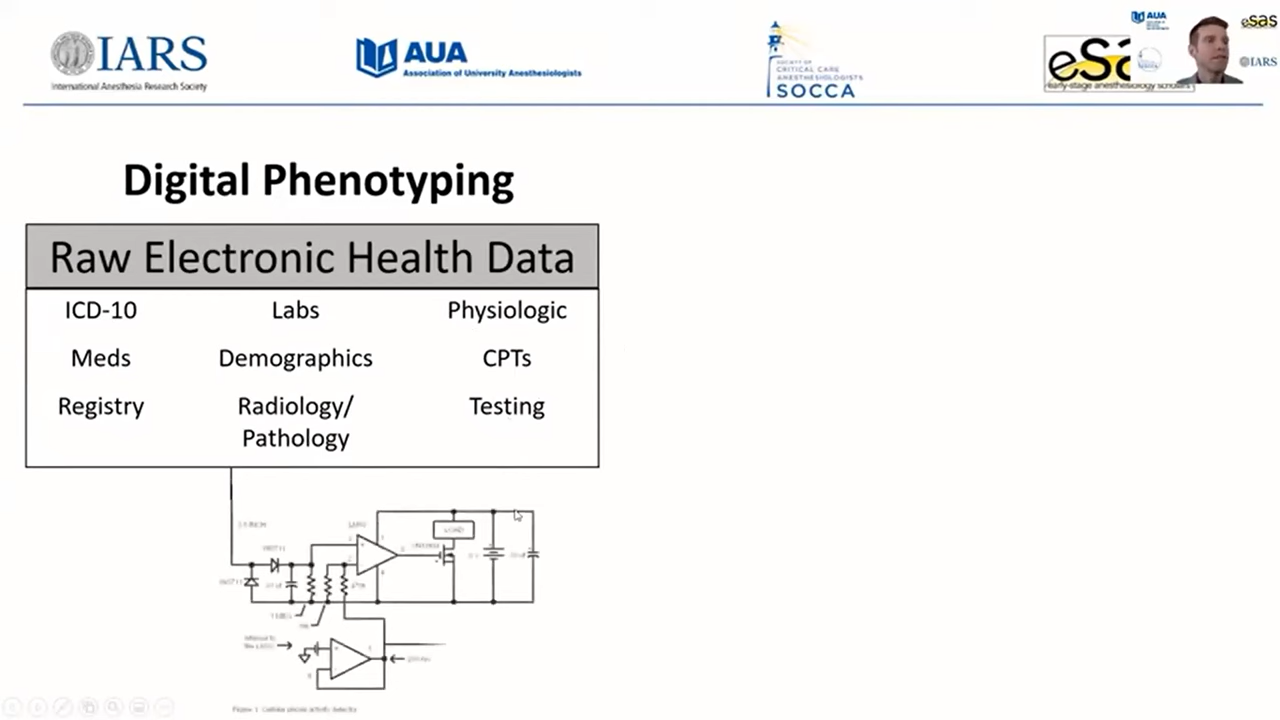 IARS
International Anesthesia Research Society
AUA
Association of University Anesthesiologists
SOCIETY OF
CRITICAL CARE
ANESTHESIOLOGISTS
SOCCA
eSa
early-stage anesthesiology scholars
AUA
eSAS
IARS
Digital Phenotyping
Raw Electronic Health Data
ICD-10 Labs Physiologic
Meds Demographics CPTs
Registry Radiology/ Testing
Pathology
LOAD